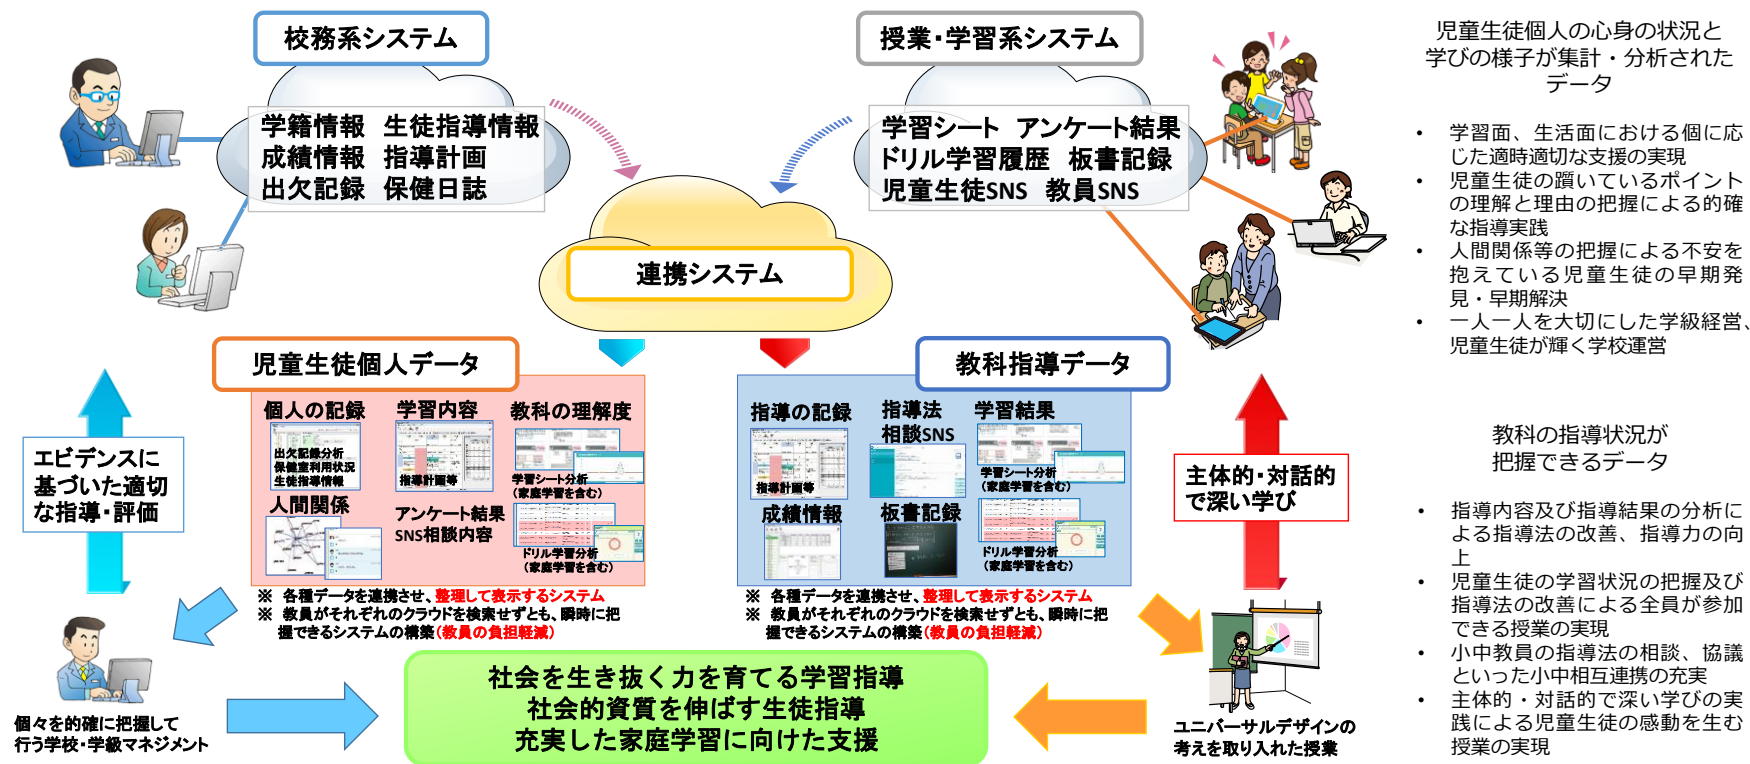 校務系システム
学籍情報 生徒指導情報
成績情報 指導計画
出欠記録 保健日誌
授業・学習系システム
学習シート アンケート結果
ドリル学習履歴 板書記録
児童生徒SNS 教員SNS
連携システム
児童生徒個人データ
個人の記録
出欠記録分析
保健室利用状況
生徒指導情報
学習内容
指導計画等
教科の理解度
学習シート分析
(家庭学習を含む)
人間関係
アンケート結果
SNS相談内容
ドリル学習分析
(家庭学習を含む)
※ 各種データを連携させ、整理して表示するシステム
※ 教員がそれぞれのクラウドを検索せずとも、瞬時に把
握できるシステムの構築(教員の負担軽減)
教科指導データ
指導の記録
指導計画等
指導法
相談SNS
学習結果
学習シート分析
(家庭学習を含む)
成績情報
板書記録
ドリル学習分析
(家庭学習を含む)
※ 各種データを連携させ、整理して表示するシステム
※ 教員がそれぞれのクラウドを検索せずとも、瞬時に把
握できるシステムの構築(教員の負担軽減)
エビデンスに
基づいた適切
な指導・評価
主体的・対話的
で深い学び
個々を的確に把握して
行う学校・学級マネジメント
社会を生き抜く力を育てる学習指導
社会的資質を伸ばす生徒指導
充実した家庭学習に向けた支援
ユニバーサルデザインの
考えを取り入れた授業
児童生徒個人の心身の状況と
学びの様子が集計・分析された
データ
• 学習面、生活面における個に応
じた適時適切な支援の実現
• 児童生徒の躓いているポイント
の理解と理由の把握による的確
な指導実践
• 人間関係等の把握による不安を
抱えている児童生徒の早期発
見・早期解決
• 一人一人を大切にした学級経営、
児童生徒が輝く学校運営
教科の指導状況が
把握できるデータ
• 指導内容及び指導結果の分析に
よる指導法の改善、指導力の向
上
• 児童生徒の学習状況の把握及び
指導法の改善による全員が参加
できる授業の実現
• 小中教員の指導法の相談、協議
といった小中相互連携の充実
• 主体的・対話的で深い学びの実
践による児童生徒の感動を生む
授業の実現